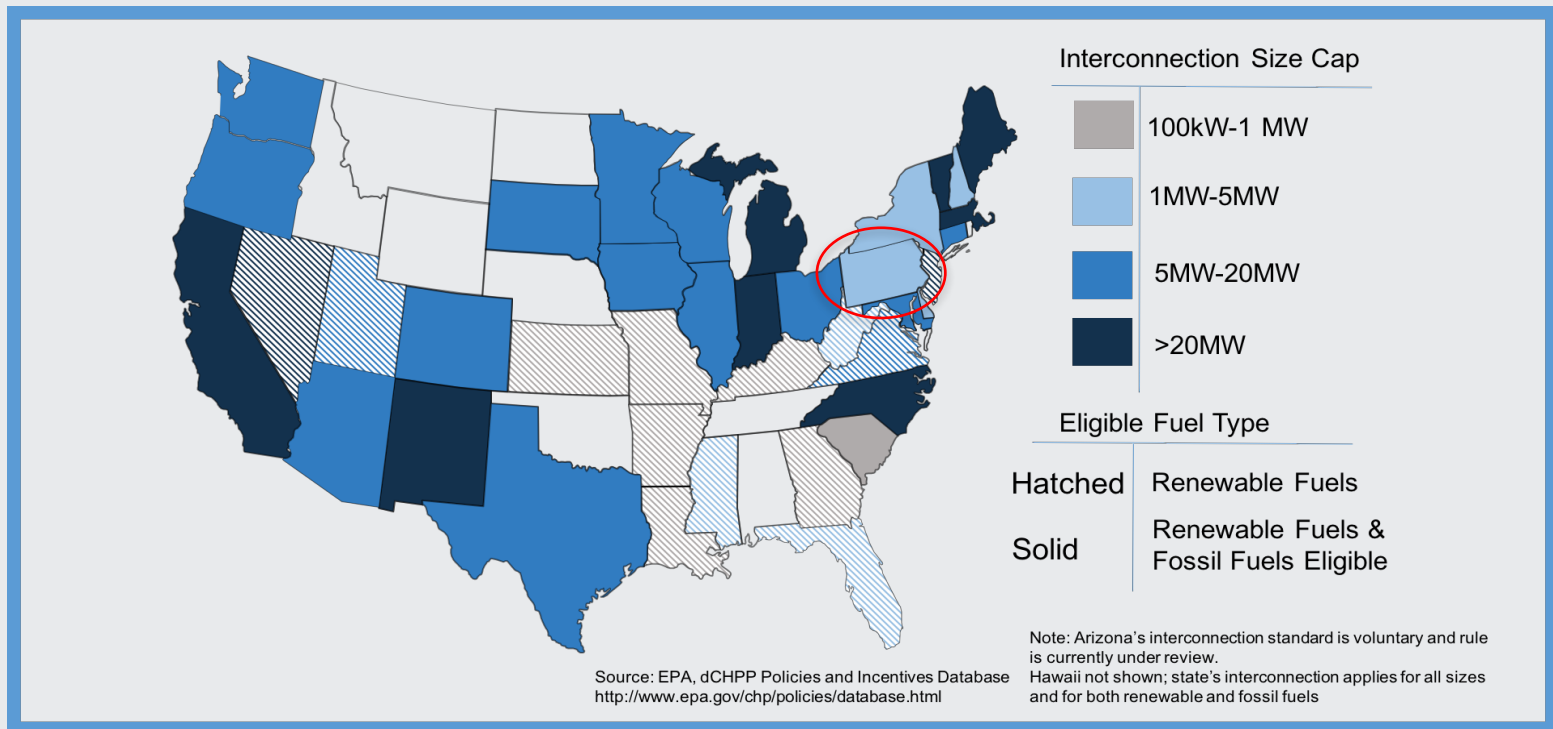 Interconnection Size Cap
100kW-1 MW
1MW-5MW
5MW-20MW
>20MW
Eligible Fuel Type
Hatched
Renewable Fuels
Solid
Renewable Fuels &
Fossil Fuels Eligible
Source: EPA, dCHPP Policies and Incentives Database
http://www.epa.gov/chp/policies/database.html
Note: Arizona's interconnection standard is voluntary and rule
is currently under review.
Hawaii not shown; state's interconnection applies for all sizes
and for both renewable and fossil fuels